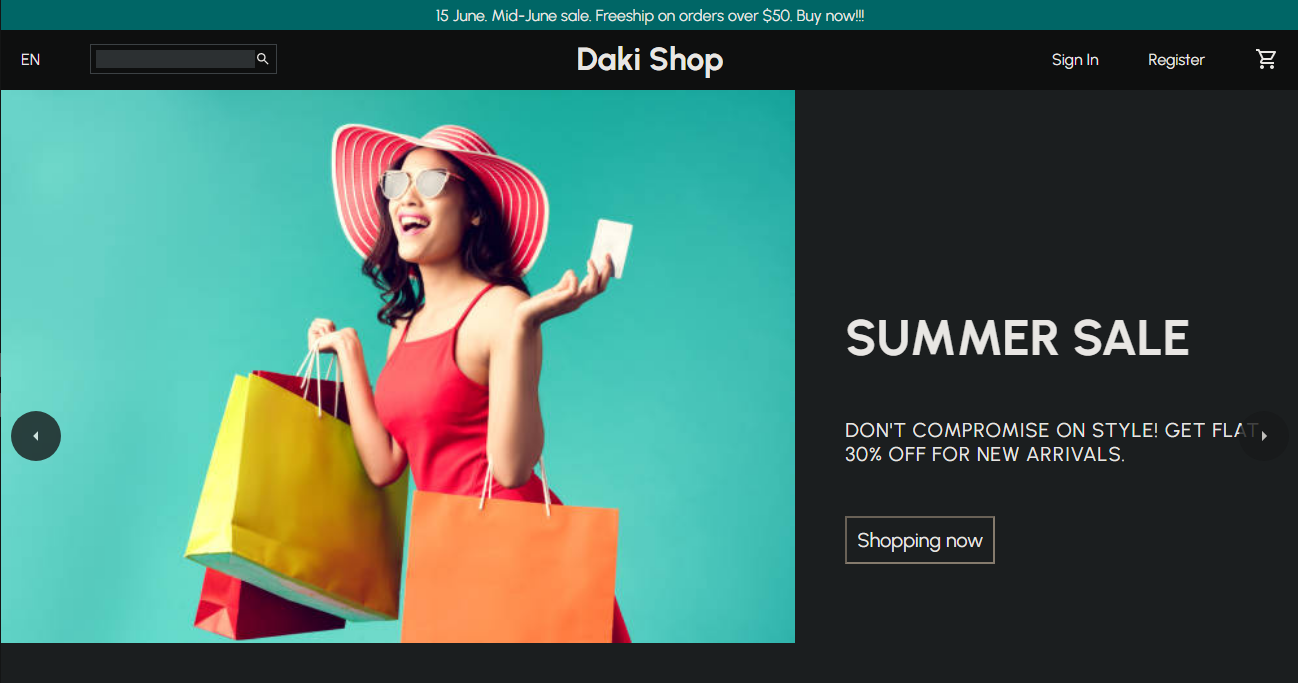 15 June. Mid-June sale. Freeship on orders over $50. Buy now!!!
EN
Daki Shop
Sign In
Register
SUMMER SALE
DON'T COMPROMISE ON STYLE! GET FLAT
30% OFF FOR NEW ARRIVALS.
Shopping now